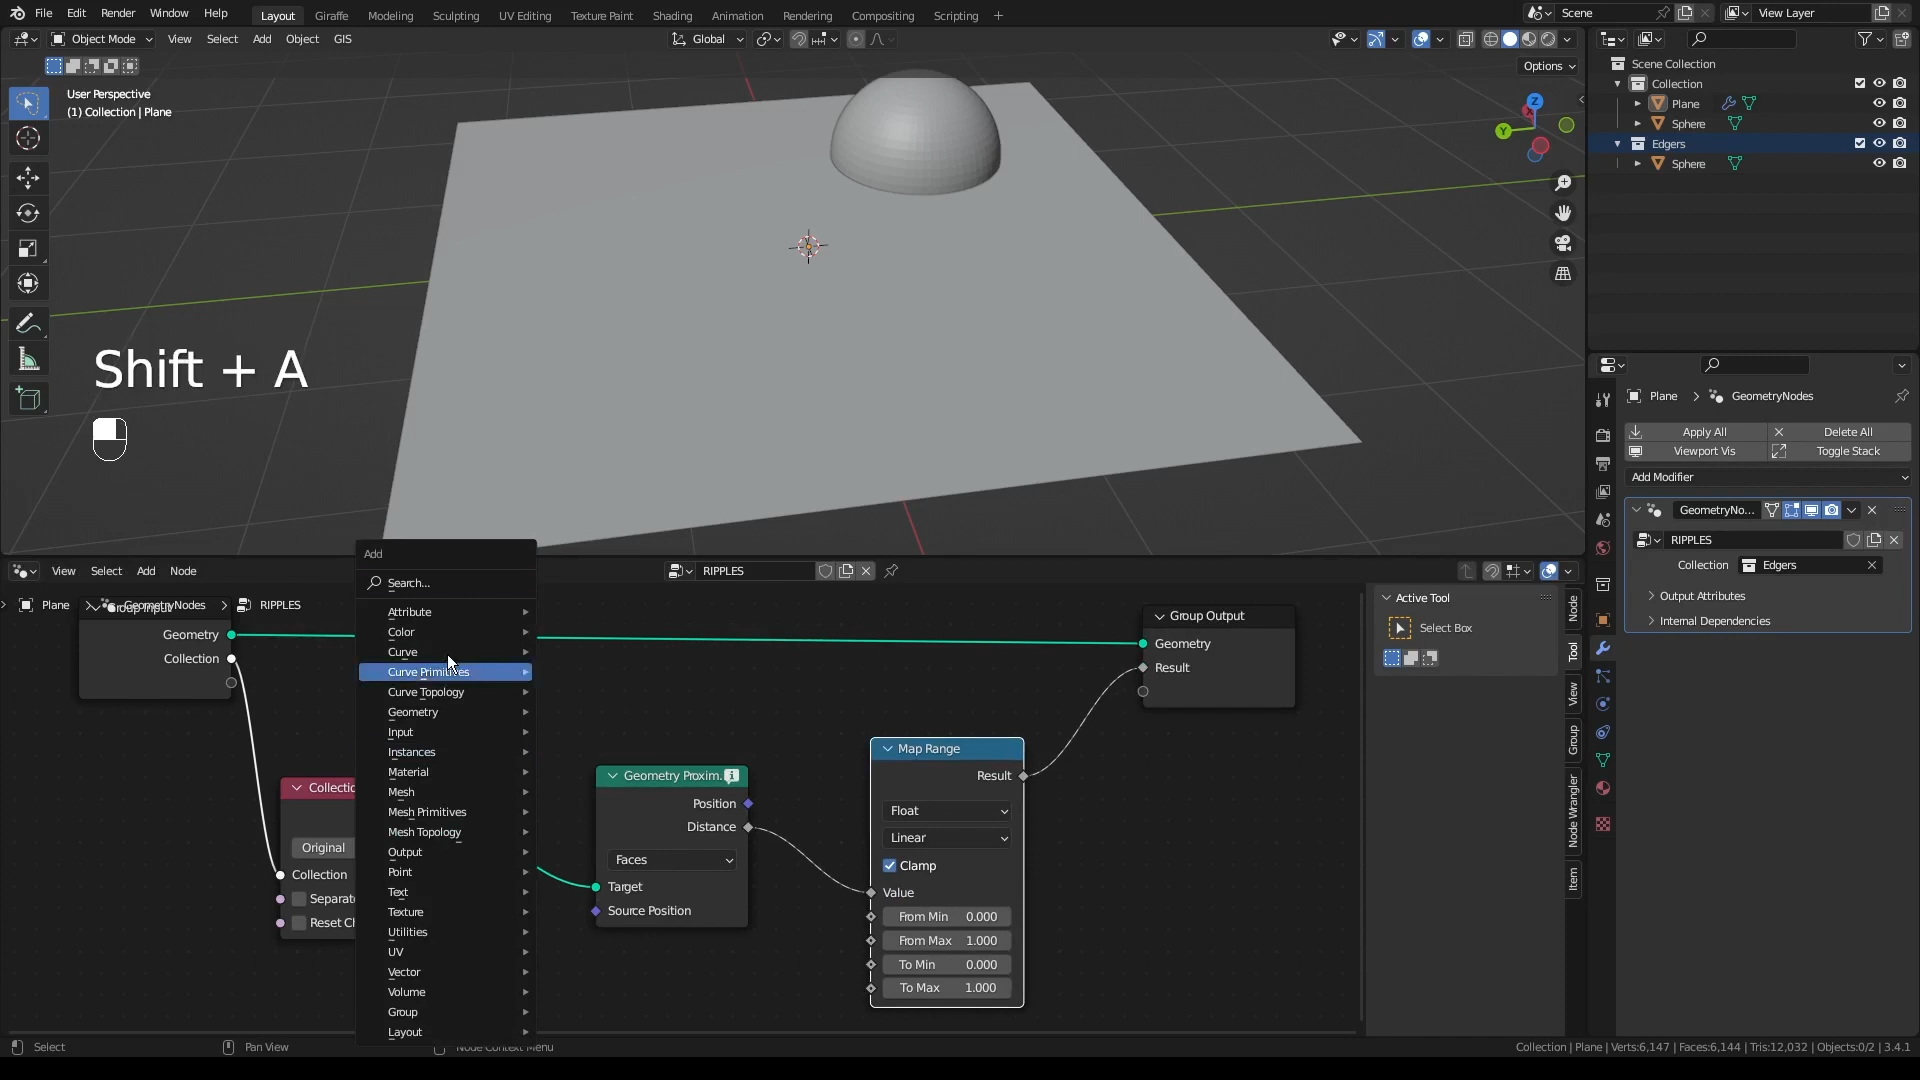 File Edit Render Window Help Layout Giraffe Modeling Sculpting UV Editing Texture Paint Shading Animation Rendering Compositing Scripting + Scene View Layer
Object Mode View Select Add Object GIS Global
Options
User Perspective
(1) Collection | Plane
Z
Y
Shift + A
Scene Collection
Collection
Plane
Sphere
Edgers
Sphere
Plane > GeometryNodes
Apply All Delete All
Viewport Vis Toggle Stack
Add Modifier
GeometryNo...
RIPPLES
Collection Edgers
Output Attributes
Internal Dependencies
View Select Add Node RIPPLES
Plane > GeometryNodes > RIPPLES
Group Input
Geometry
Collection
Add
Search...
Attribute
Color
Curve
Curve Primitives
Curve Topology
Geometry
Input
Instances
Material
Mesh
Mesh Primitives
Mesh Topology
Output
Point
Text
Texture
Utilities
UV
Vector
Volume
Group
Layout
Collectio
Original
Collection
Separat
Reset Ch
Geometry Proxim.
Position
Distance
Faces
Target
Source Position
Map Range
Result
Float
Linear
Clamp
Value
From Min 0.000
From Max 1.000
To Min 0.000
To Max 1.000
Group Output
Geometry
Result
Active Tool
Select Box
Node
Tool
View
Group
Node Wrangler
Item
Select Pan View Node Context Menu Collection | Plane | Verts:6,147 | Faces:6,144 | Tris:12,032 | Objects:0/2 | 3.4.1